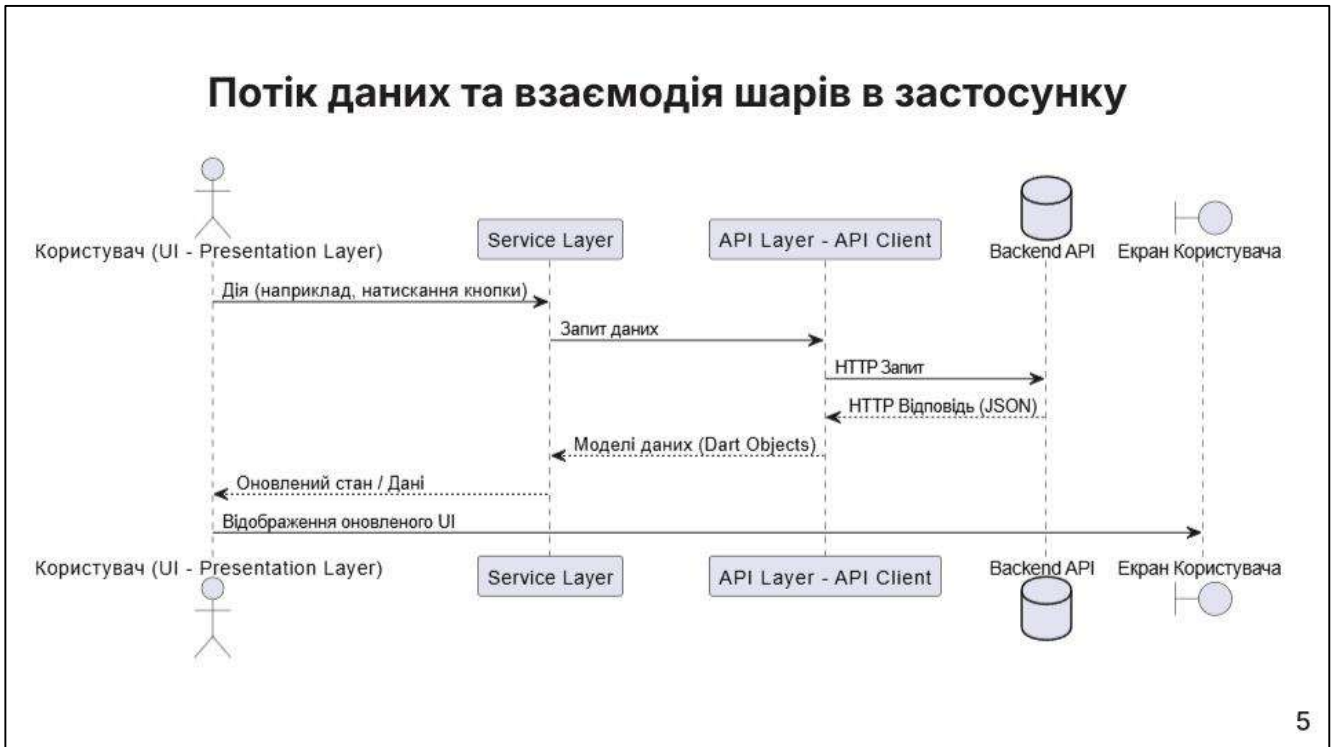 Потік даних та взаємодія шарів в застосунку
Користувач (UI - Presentation Layer)
Service Layer
API Layer - API Client
Backend API
Екран Користувача
Дія (наприклад, натискання кнопки)
Запит даних
HTTP Запит
HTTP Відповідь (JSON)
Моделі даних (Dart Objects)
Оновлений стан / Дані
Відображення оновленого UI
Користувач (UI - Presentation Layer)
Service Layer
API Layer - API Client
Backend API
Екран Користувача
5